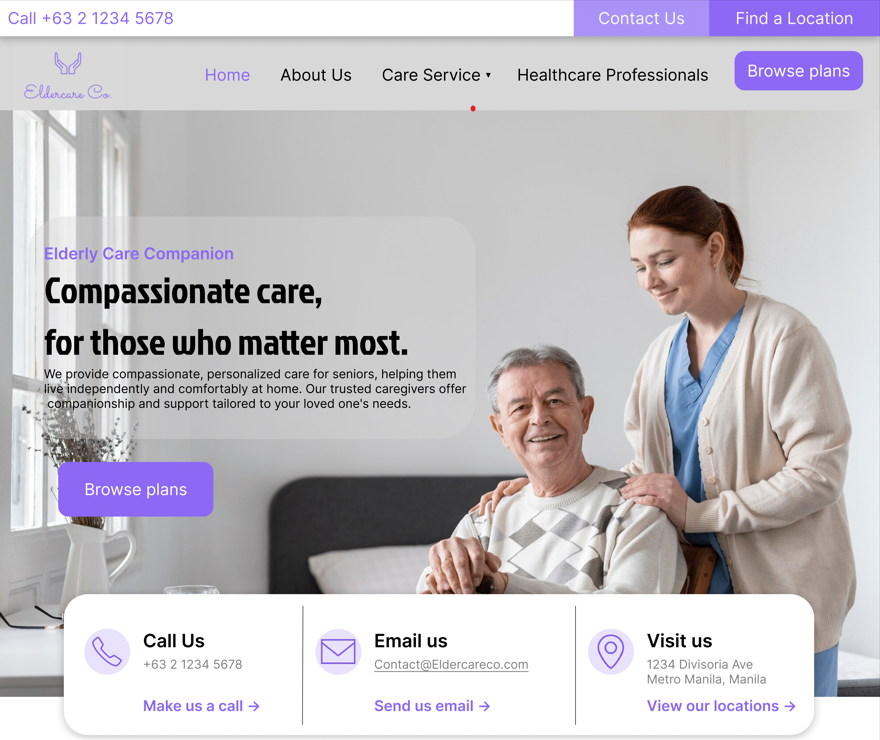 Call +63 2 1234 5678
Contact Us
Find a Location
Eldercare Co.
Home
About Us
Care Service ▾
Healthcare Professionals
Browse plans
Elderly Care Companion
Compassionate care,
for those who matter most.
We provide compassionate, personalized care for seniors, helping them
live independently and comfortably at home. Our trusted caregivers offer
companionship and support tailored to your loved one's needs.
Browse plans
Call Us
+63 2 1234 5678
Make us a call →
Email us
Contact@Eldercareco.com
Send us email →
Visit us
1234 Divisoria Ave
Metro Manila, Manila
View our locations →